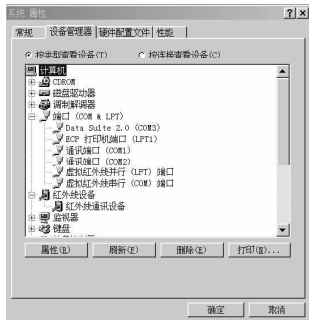 系统 属性
? ×
常规 设备管理器 硬件配置文件 性能
按类型查看设备(T) 按连接查看设备(C)
计算机
CDROM
磁盘驱动器
调制解调器
端口 (COM & LPT)
Data Suite 2.0 (COM3)
ECP 打印机端口 (LPT1)
通讯端口 (COM1)
通讯端口 (COM2)
虚拟红外线并行 (LPT) 端口
虚拟红外线串行 (COM) 端口
红外线设备
红外线通讯设备
监视器
键盘
属性(R) 刷新(F) 删除(E) 打印(N)...
确定 取消